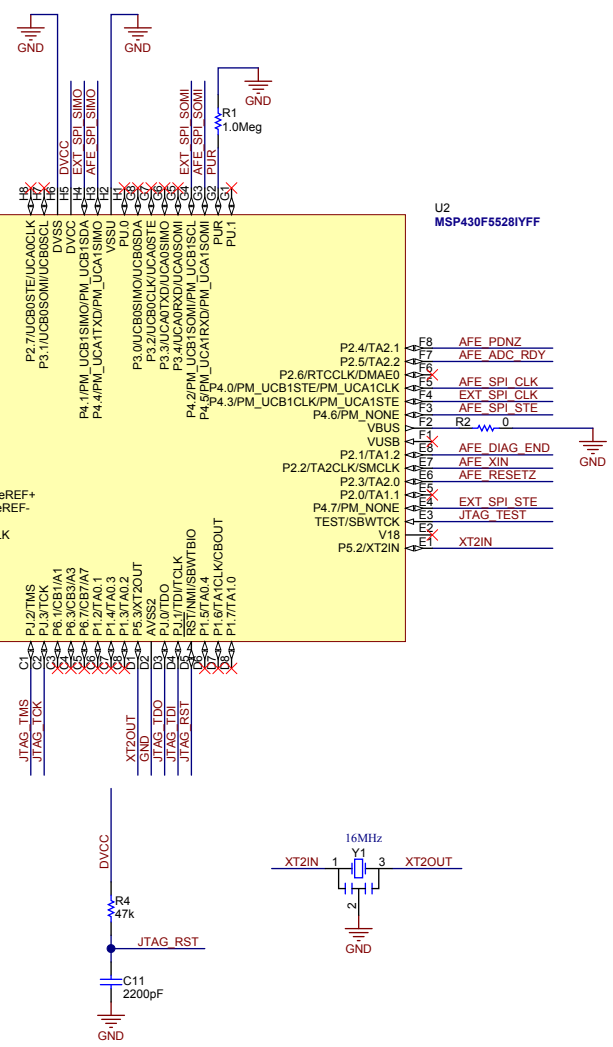 GND
GND
GND
R1
1.0Meg
DVCC
EXT_SPI_SIMO
AFE_SPI_SIMO
EXT_SPI_SOMI
AFE_SPI_SOMI
PUR
H8
H7
H6
H5
H4
H3
H2
H1
G8
G7
G6
G5
G4
G3
G2
G1
P2.7/UCB0STE/UCA0CLK
P3.1/UCB0SOMI/UCB0SCL
DVSS
DVCC
P4.1/PM_UCB1SIMO/PM_UCB1SDA
P4.4/PM_UCA1TXD/PM_UCA1SIMO
VSSU
PU.0
P3.0/UCB0SIMO/UCB0SDA
P3.2/UCB0CLK/UCA0STE
P3.3/UCA0TXD/UCA0SIMO
P3.4/UCA0RXD/UCA0SOMI
P4.2/PM_UCB1SOMI/PM_UCB1SCL
P4.5/PM_UCA1RXD/PM_UCA1SOMI
PUR
PU.1
U2
MSP430F5528IYFF
P2.4/TA2.1 F8 AFE_PDNZ
P2.5/TA2.2 F7 AFE_ADC_RDY
P2.6/RTCCLK/DMAE0 F6
P4.0/PM_UCB1STE/PM_UCA1CLK F5 AFE_SPI_CLK
P4.3/PM_UCB1CLK/PM_UCA1STE F4 EXT_SPI_CLK
P4.6/PM_NONE F3 AFE_SPI_STE
VBUS F2 R2 0
VUSB F1
GND
P2.1/TA1.2 E8 AFE_DIAG_END
P2.2/TA2CLK/SMCLK E7 AFE_XIN
P2.3/TA2.0 E6 AFE_RESETZ
P2.0/TA1.1 E5
P4.7/PM_NONE E4 EXT_SPI_STE
TEST/SBWTCK E3 JTAG_TEST
V18 E2
P5.2/XT2IN E1 XT2IN
eREF+
eREF-
LK
PJ.2/TMS
PJ.3/TCK
P6.1/CB1/A1
P6.3/CB3/A3
P6.7/CB7/A7
P1.2/TA0.1
P1.4/TA0.3
P1.3/TA0.2
P5.3/XT2OUT
AVSS2
PJ.0/TDO
PJ.1/TDI/TCLK
RST/NMI/SBWTBIO
P1.5/TA0.4
P1.6/TA1CLK/CBOUT
P1.7/TA1.0
C1
C2
C3
C4
C5
C6
C7
C8
D1
D2
D3
D4
D5
D6
D7
D8
JTAG_TMS
JTAG_TCK
XT2OUT
GND
JTAG_TDO
JTAG_TDI
JTAG_RST
DVCC
R4
47k
JTAG_RST
C11
2200pF
GND
16MHz
Y1
XT2IN 1 3 XT2OUT
2
GND